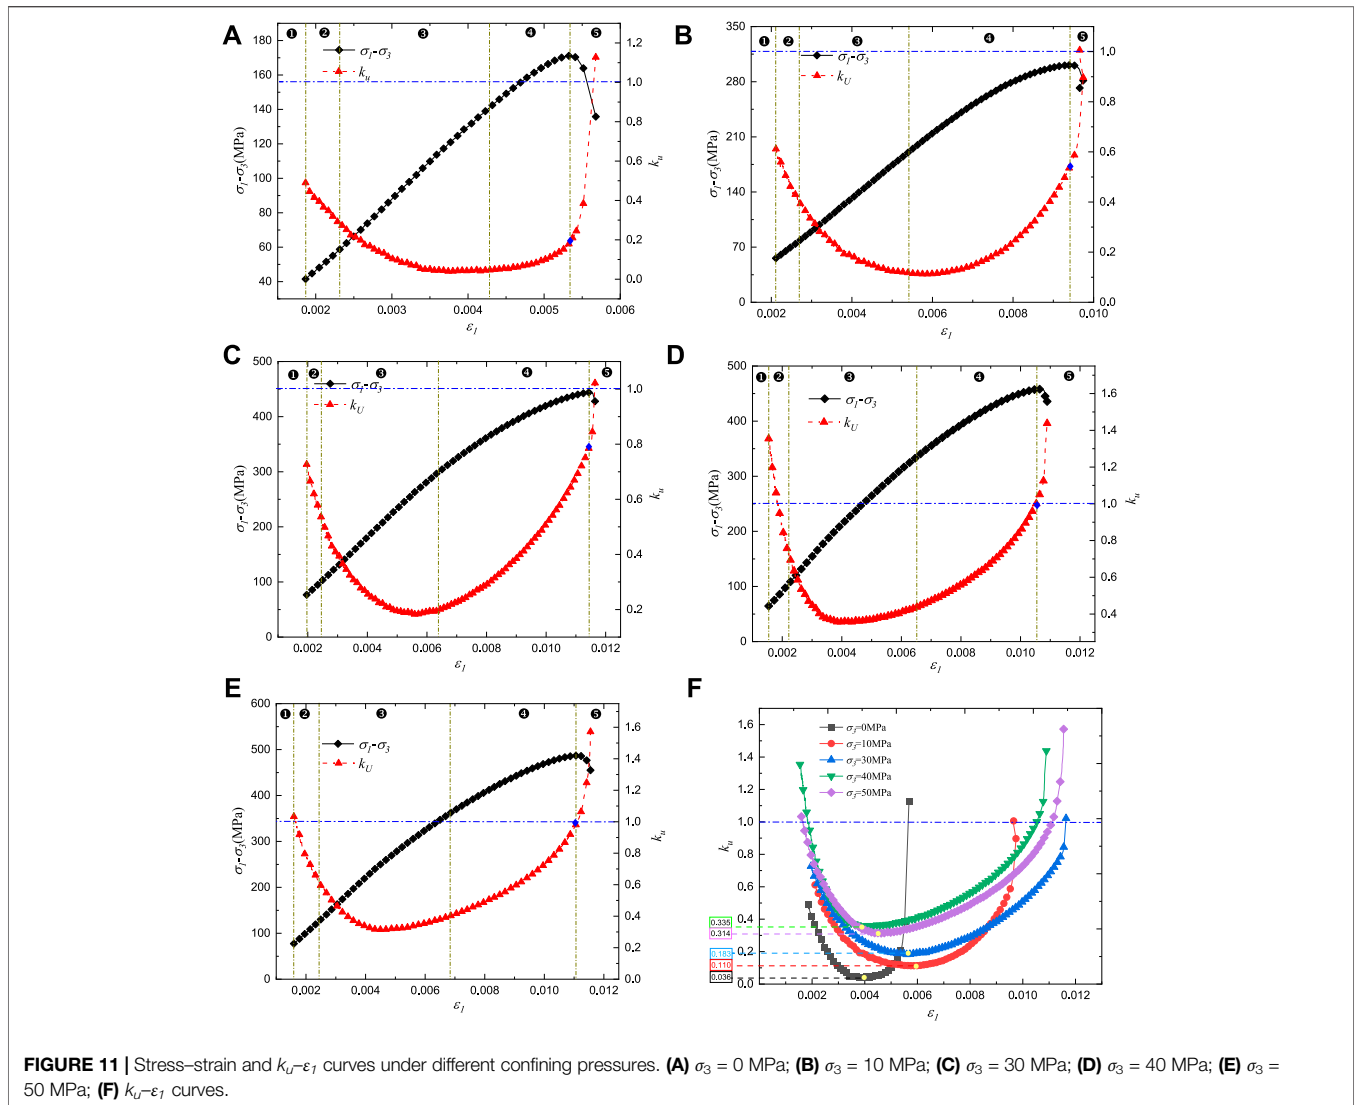 A
❶ ❷ ❸ ❹ ❺
σ1-σ3
ku
180
160
140
120
100
80
60
40
1.2
1.0
0.8
0.6
0.4
0.2
0.0
σ1-σ3(MPa)
ku
0.002 0.003 0.004 0.005 0.006
ε1
B
❶ ❷ ❸ ❹ ❺
σ1-σ3
kU
350
280
210
140
70
0
1.0
0.8
0.6
0.4
0.2
0.0
σ1-σ3(MPa)
ku
0.002 0.004 0.006 0.008 0.010
ε1
C
❶ ❷ ❸ ❹ ❺
σ1-σ3
kU
500
450
400
350
300
250
200
150
100
50
0
1.0
0.8
0.6
0.4
0.2
σ1-σ3(MPa)
ku
0.002 0.004 0.006 0.008 0.010 0.012
ε1
D
❶ ❷ ❸ ❹ ❺
σ1-σ3
kU
500
450
400
350
300
250
200
150
100
50
0
1.6
1.4
1.2
1.0
0.8
0.6
0.4
σ1-σ3(MPa)
ku
0.002 0.004 0.006 0.008 0.010 0.012
ε1
E
❶ ❷ ❸ ❹ ❺
σ1-σ3
kU
600
500
400
300
200
100
0
1.6
1.4
1.2
1.0
0.8
0.6
0.4
0.2
0.0
σ1-σ3(MPa)
ku
0.002 0.004 0.006 0.008 0.010 0.012
ε1
F
σ3=0MPa
σ3=10MPa
σ3=30MPa
σ3=40MPa
σ3=50MPa
1.6
1.4
1.2
1.0
0.8
0.6
0.4
0.2
0.0
0.335
0.314
0.183
0.110
0.036
ku
0.002 0.004 0.006 0.008 0.010 0.012
ε1
FIGURE 11 | Stress–strain and ku–ε1 curves under different confining pressures. (A) σ3 = 0 MPa; (B) σ3 = 10 MPa; (C) σ3 = 30 MPa; (D) σ3 = 40 MPa; (E) σ3 =
50 MPa; (F) ku–ε1 curves.